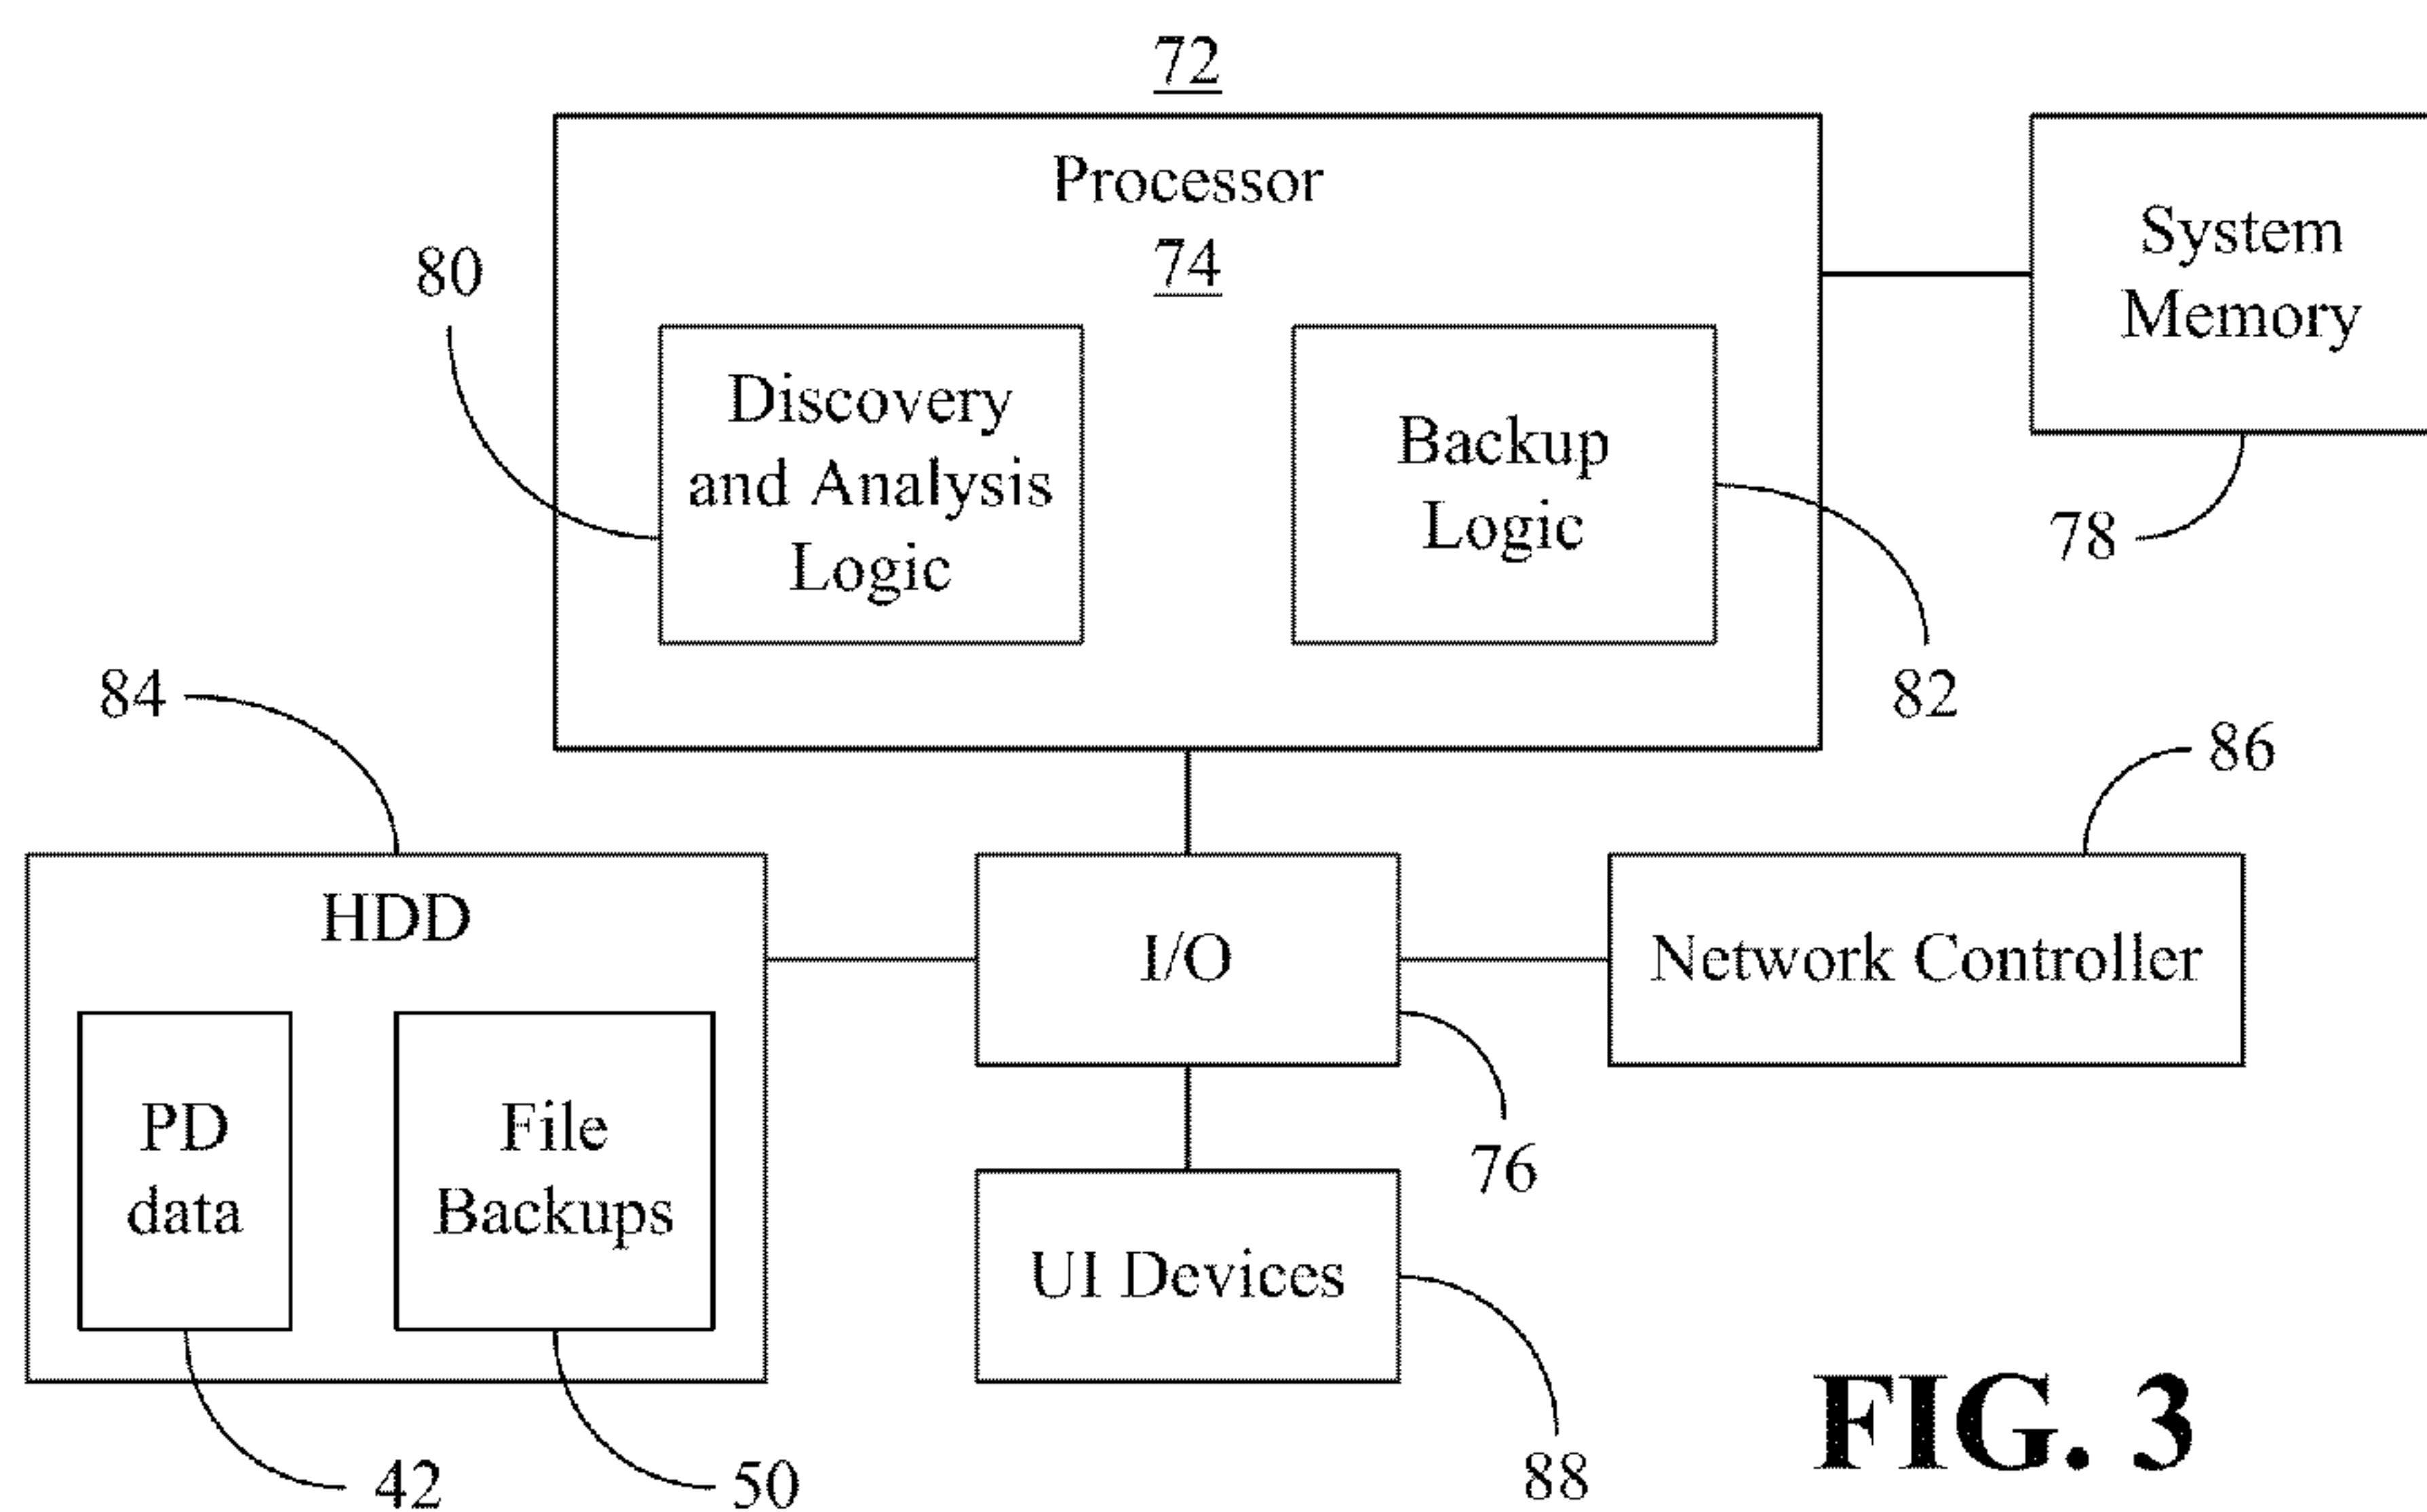 72
Processor
74
System
Memory
80
Discovery
and Analysis
Logic
Backup
Logic
78
84
82
86
HDD
I/O
Network Controller
PD
data
File
Backups
76
UI Devices
42
50
88
FIG. 3